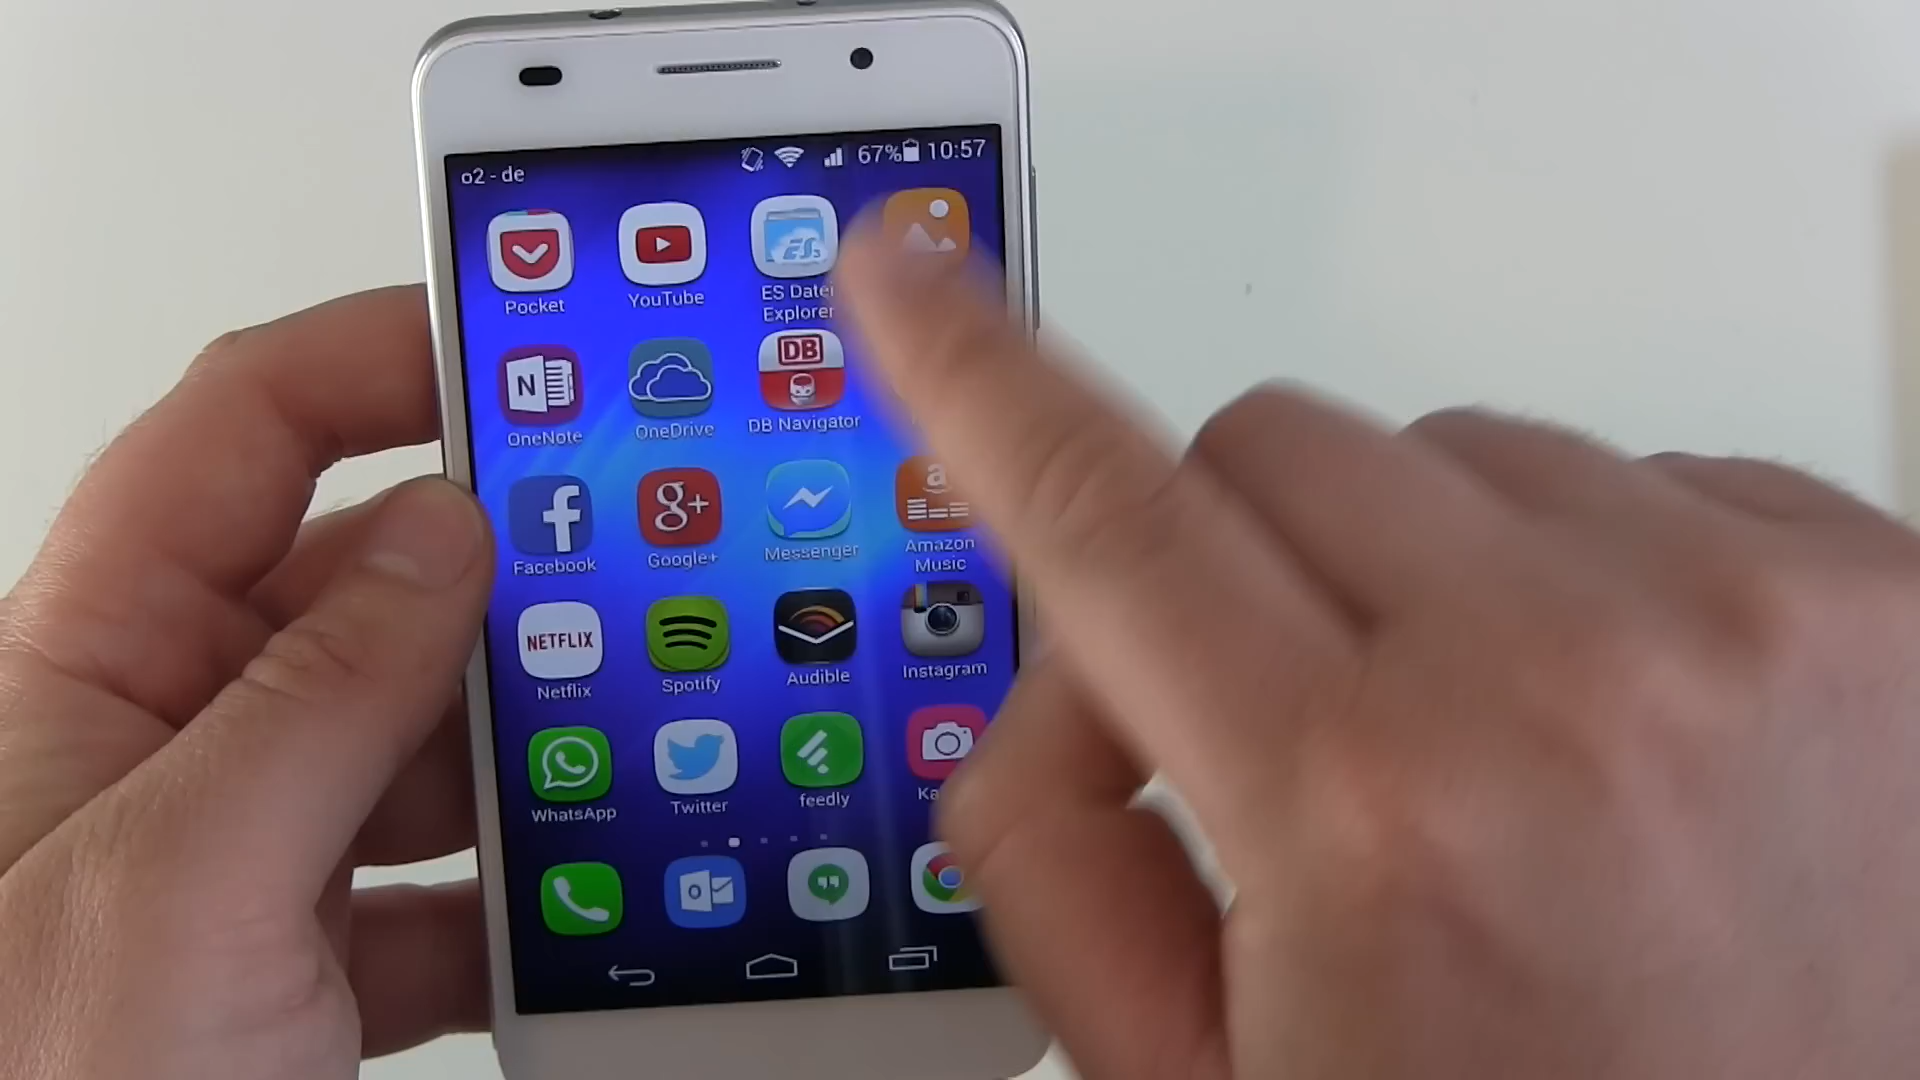 o2 - de 67% 10:57
Pocket YouTube ES Datei
Explorer
DB
N
OneNote OneDrive DB Navigator
f g+ a
Facebook Google+ Messenger Amazon
Music
NETFLIX
Netflix Spotify Audible Instagram
WhatsApp Twitter feedly